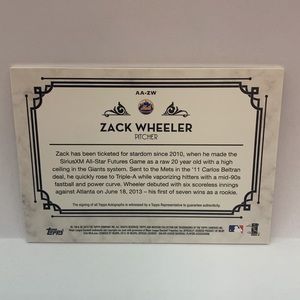 AA-ZW
ZACK WHEELER
PITCHER
Zack has been ticketed for stardom since 2010, when he made the
SiriusXM All-Star Futures Game as a raw 20 year old with a high
ceiling in the Giants system. Sent to the Mets in the '11 Carlos Beltran
deal, he quickly rose to Triple-A while vaporizing hitters with a mid-90s
fastball and power curve. Wheeler debuted with six scoreless innings
against Atlanta on June 18, 2013 – his first of seven wins as a rookie.
The signing of all Topps Autographs is witnessed by a Topps Representative to guarantee authenticity.
Topps